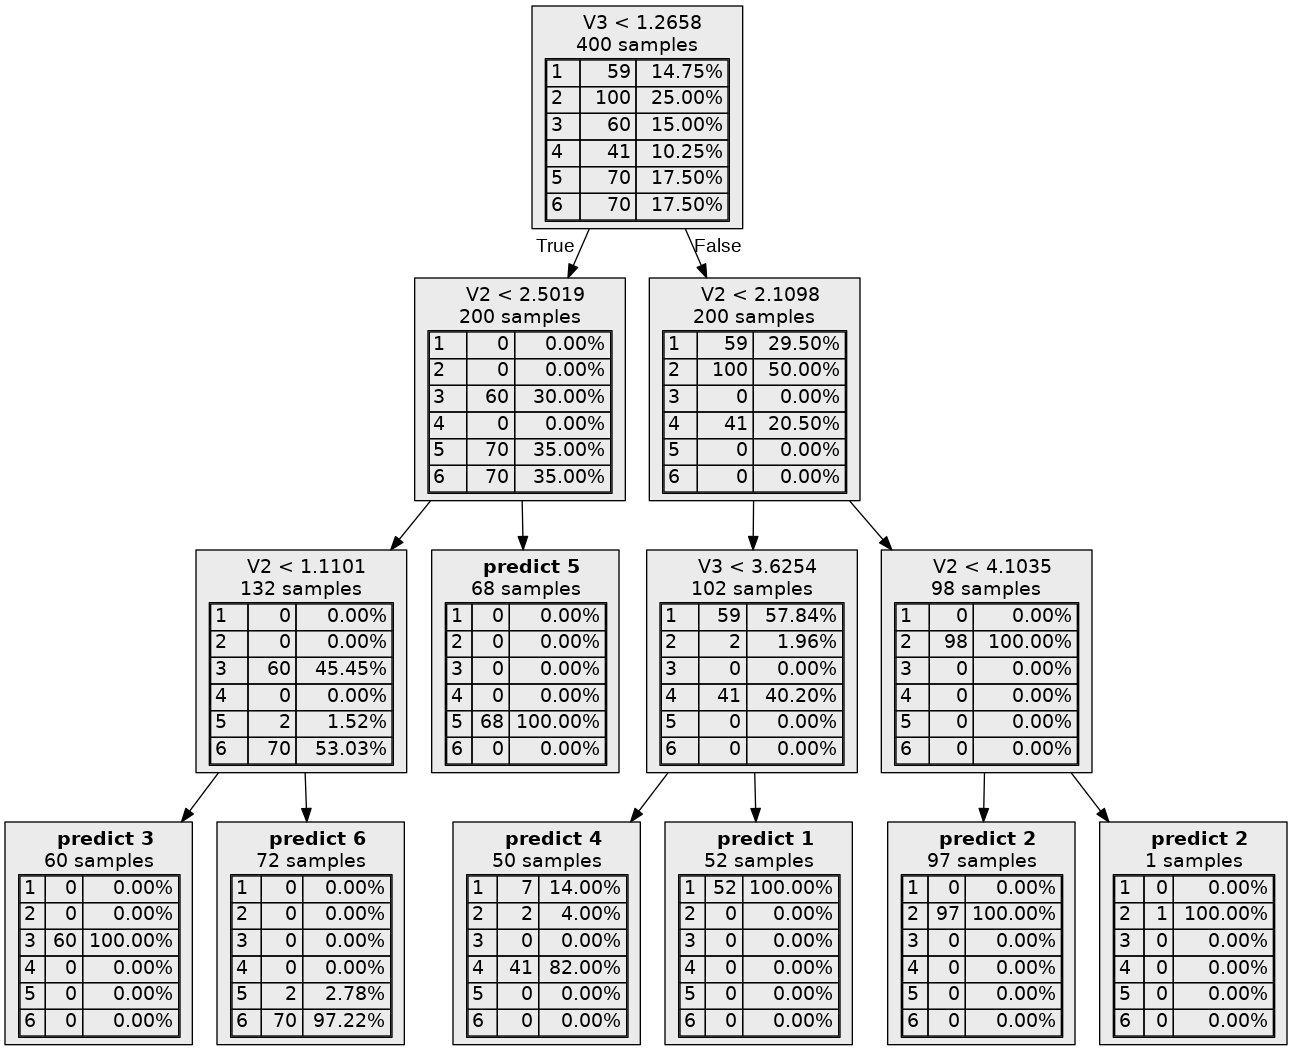 V3 < 1.2658
400 samples
1 59 14.75%
2 100 25.00%
3 60 15.00%
4 41 10.25%
5 70 17.50%
6 70 17.50%
True
False
V2 < 2.5019
200 samples
1 0 0.00%
2 0 0.00%
3 60 30.00%
4 0 0.00%
5 70 35.00%
6 70 35.00%
V2 < 2.1098
200 samples
1 59 29.50%
2 100 50.00%
3 0 0.00%
4 41 20.50%
5 0 0.00%
6 0 0.00%
V2 < 1.1101
132 samples
1 0 0.00%
2 0 0.00%
3 60 45.45%
4 0 0.00%
5 2 1.52%
6 70 53.03%
predict 5
68 samples
1 0 0.00%
2 0 0.00%
3 0 0.00%
4 0 0.00%
5 68 100.00%
6 0 0.00%
V3 < 3.6254
102 samples
1 59 57.84%
2 2 1.96%
3 0 0.00%
4 41 40.20%
5 0 0.00%
6 0 0.00%
V2 < 4.1035
98 samples
1 0 0.00%
2 98 100.00%
3 0 0.00%
4 0 0.00%
5 0 0.00%
6 0 0.00%
predict 3
60 samples
1 0 0.00%
2 0 0.00%
3 60 100.00%
4 0 0.00%
5 0 0.00%
6 0 0.00%
predict 6
72 samples
1 0 0.00%
2 0 0.00%
3 0 0.00%
4 0 0.00%
5 2 2.78%
6 70 97.22%
predict 4
50 samples
1 7 14.00%
2 2 4.00%
3 0 0.00%
4 41 82.00%
5 0 0.00%
6 0 0.00%
predict 1
52 samples
1 52 100.00%
2 0 0.00%
3 0 0.00%
4 0 0.00%
5 0 0.00%
6 0 0.00%
predict 2
97 samples
1 0 0.00%
2 97 100.00%
3 0 0.00%
4 0 0.00%
5 0 0.00%
6 0 0.00%
predict 2
1 samples
1 0 0.00%
2 1 100.00%
3 0 0.00%
4 0 0.00%
5 0 0.00%
6 0 0.00%